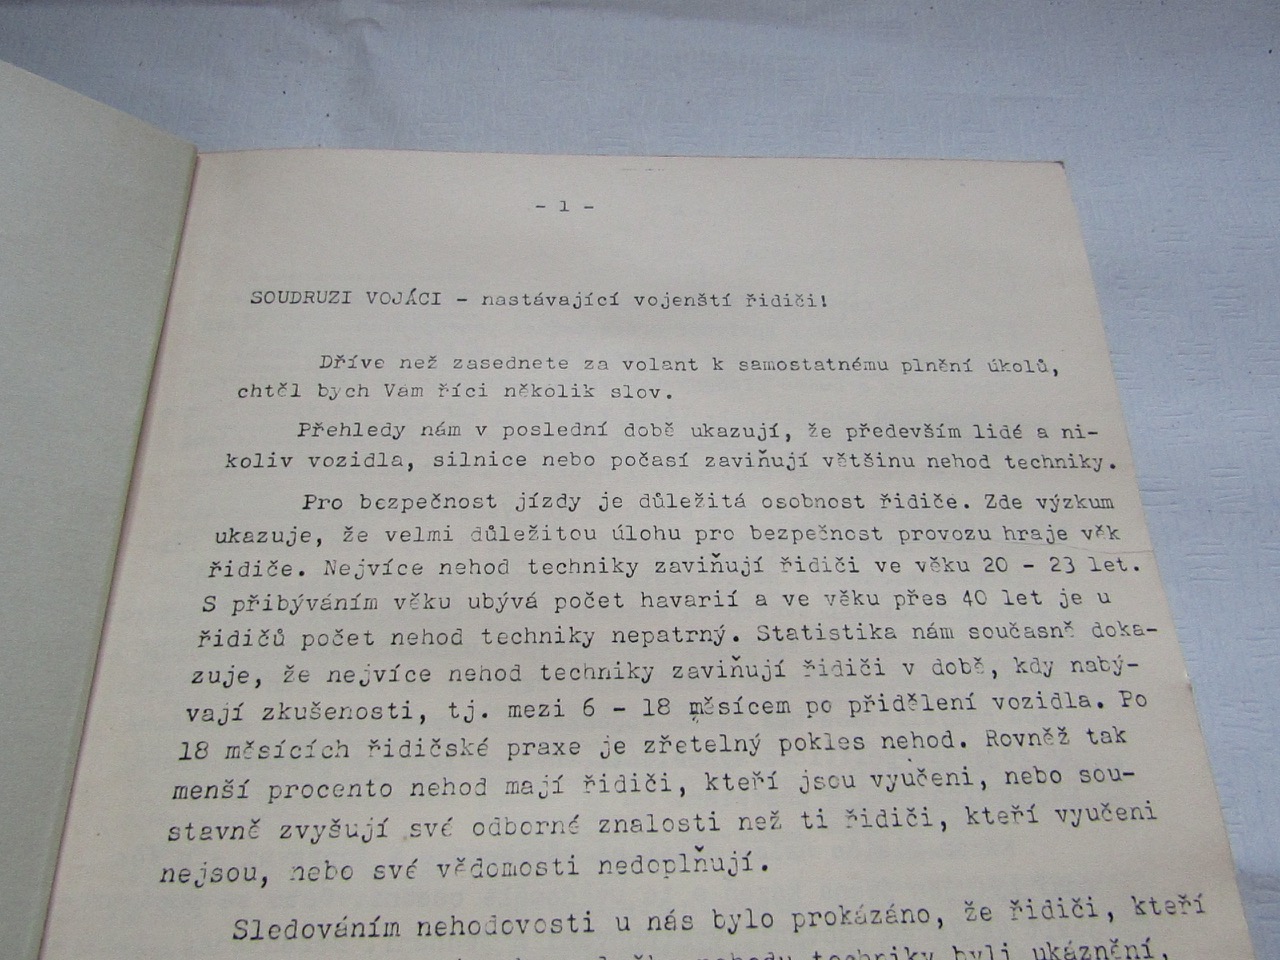 - 1 -
SOUDRUZI VOJÁCI - nastávající vojenští řidiči!
Dříve než zasednete za volant k samostatnému plnění úkolů,
chtěl bych Vam říci několik slov.
Přehledy nám v poslední době ukazují, že především lidé a ni-
koliv vozidla, silnice nebo počasí zaviňují většinu nehod techniky.
Pro bezpečnost jízdy je důležitá osobnost řidiče. Zde výzkum
ukazuje, že velmi důležitou úlohu pro bezpečnost provozu hraje věk
řidiče. Nejvíce nehod techniky zaviňují řidiči ve věku 20 - 23 let.
S přibýváním věku ubývá počet havarií a ve věku přes 40 let je u
řidičů počet nehod techniky nepatrný. Statistika nám současně doka-
zuje, že nejvíce nehod techniky zaviňují řidiči v době, kdy nabý-
vají zkušenosti, tj. mezi 6 - 18 měsícem po přidělení vozidla. Po
18 měsících řidičské praxe je zřetelný pokles nehod. Rovněž tak
menší procento nehod mají řidiči, kteří jsou vyučeni, nebo sou-
stavně zvyšují své odborné znalosti než ti řidiči, kteří vyučeni
nejsou, nebo své vědomosti nedoplňují.
Sledováním nehodovosti u nás bylo prokázáno, že řidiči, kteří
nehodu techniky byli ukáznění,